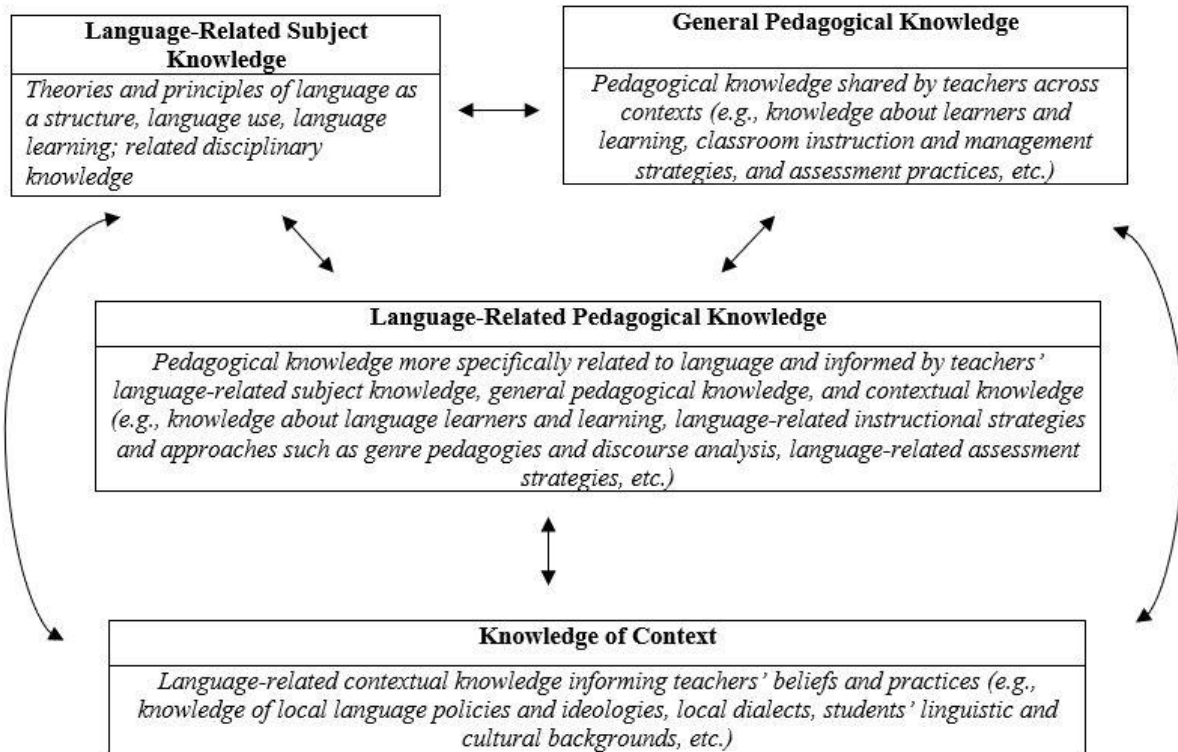 Language-Related Subject
Knowledge
Theories and principles of language as
a structure, language use, language
learning; related disciplinary
knowledge
General Pedagogical Knowledge
Pedagogical knowledge shared by teachers across
contexts (e.g., knowledge about learners and
learning, classroom instruction and management
strategies, and assessment practices, etc.)
Language-Related Pedagogical Knowledge
Pedagogical knowledge more specifically related to language and informed by teachers’
language-related subject knowledge, general pedagogical knowledge, and contextual knowledge
(e.g., knowledge about language learners and learning, language-related instructional strategies
and approaches such as genre pedagogies and discourse analysis, language-related assessment
strategies, etc.)
Knowledge of Context
Language-related contextual knowledge informing teachers’ beliefs and practices (e.g.,
knowledge of local language policies and ideologies, local dialects, students’ linguistic and
cultural backgrounds, etc.)